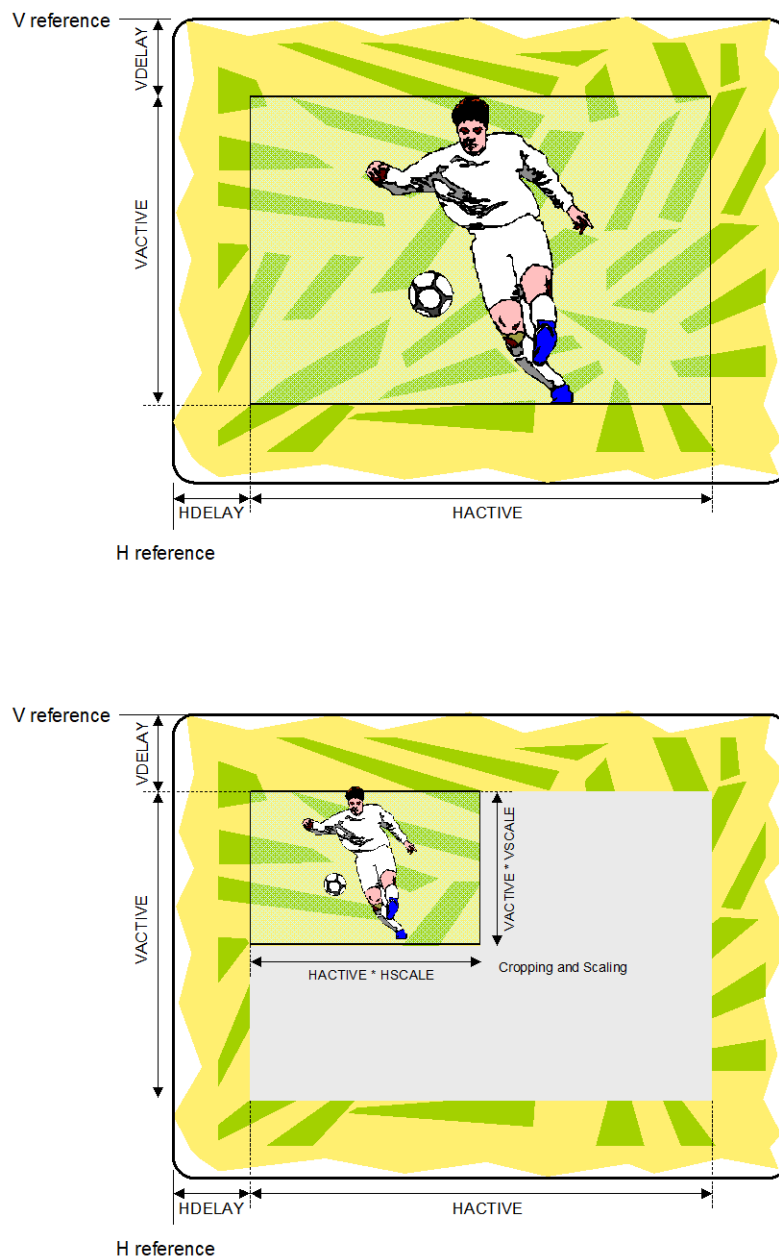 V reference
VDELAY
VACTIVE
HDELAY
HACTIVE
H reference
V reference
VDELAY
VACTIVE
VACTIVE * VSCALE
HACTIVE * HSCALE
Cropping and Scaling
HDELAY
HACTIVE
H reference